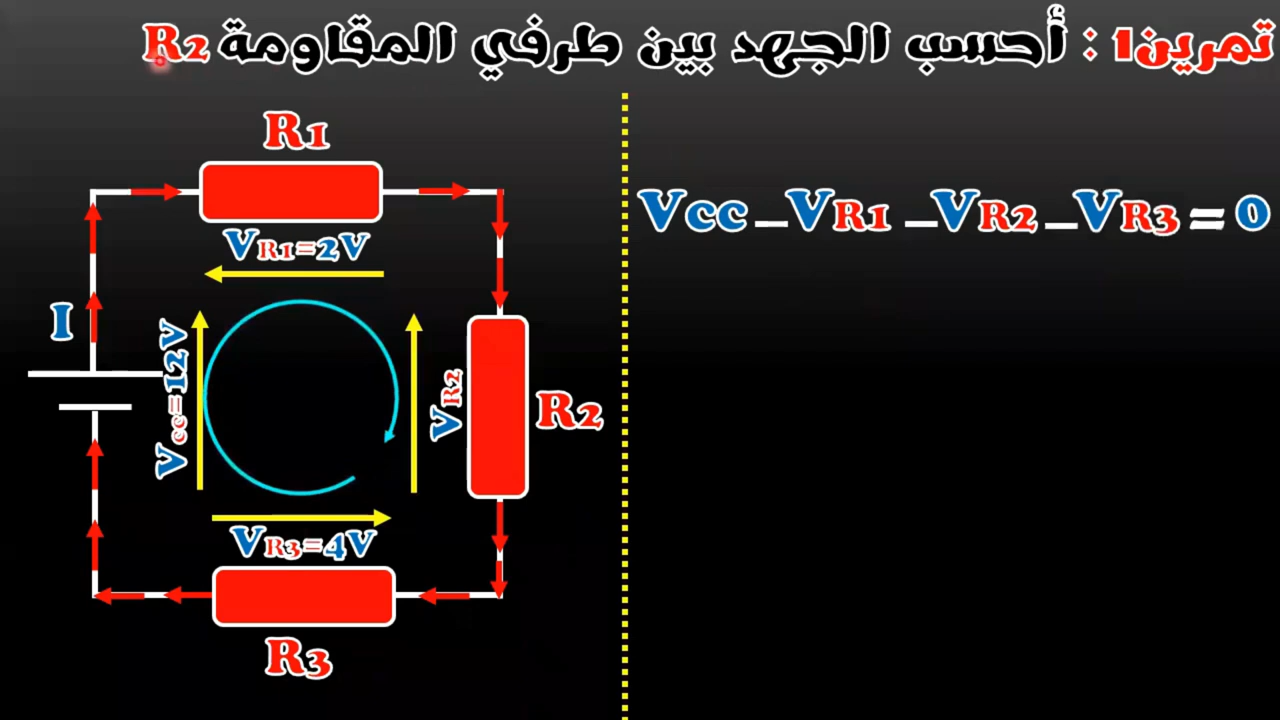 تمرين1 : أحسب الجهد بين طرفي المقاومة R2
R1
VR1=2V
Vcc – VR1 – VR2 – VR3 = 0
I
Vcc=12V
VR2
R2
VR3=4V
R3